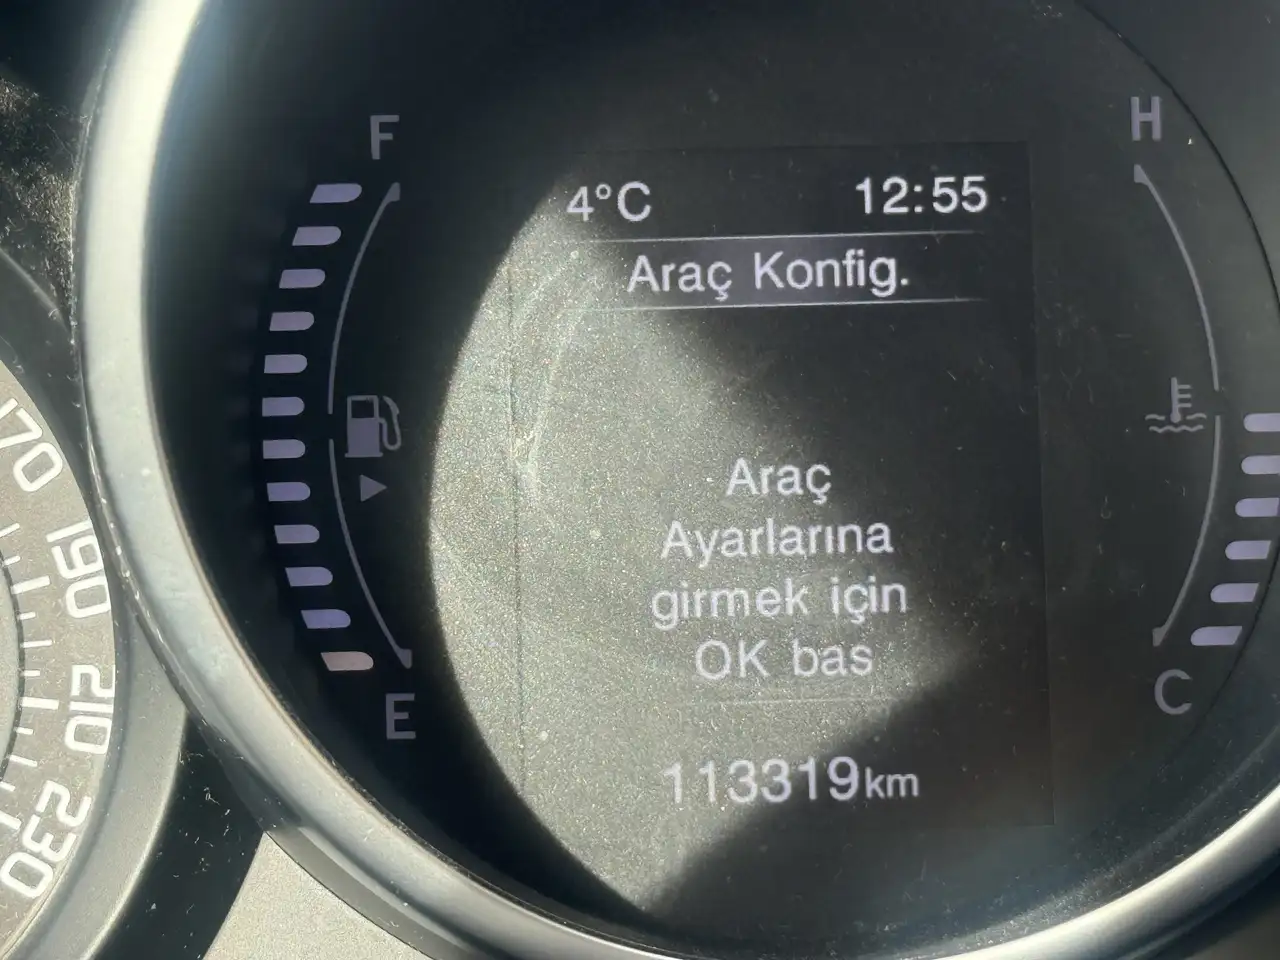 F
H
4°C 12:55
Araç Konfig.
Araç
Ayarlarına
girmek için
OK bas
113319km
E
C
170
190
210
230